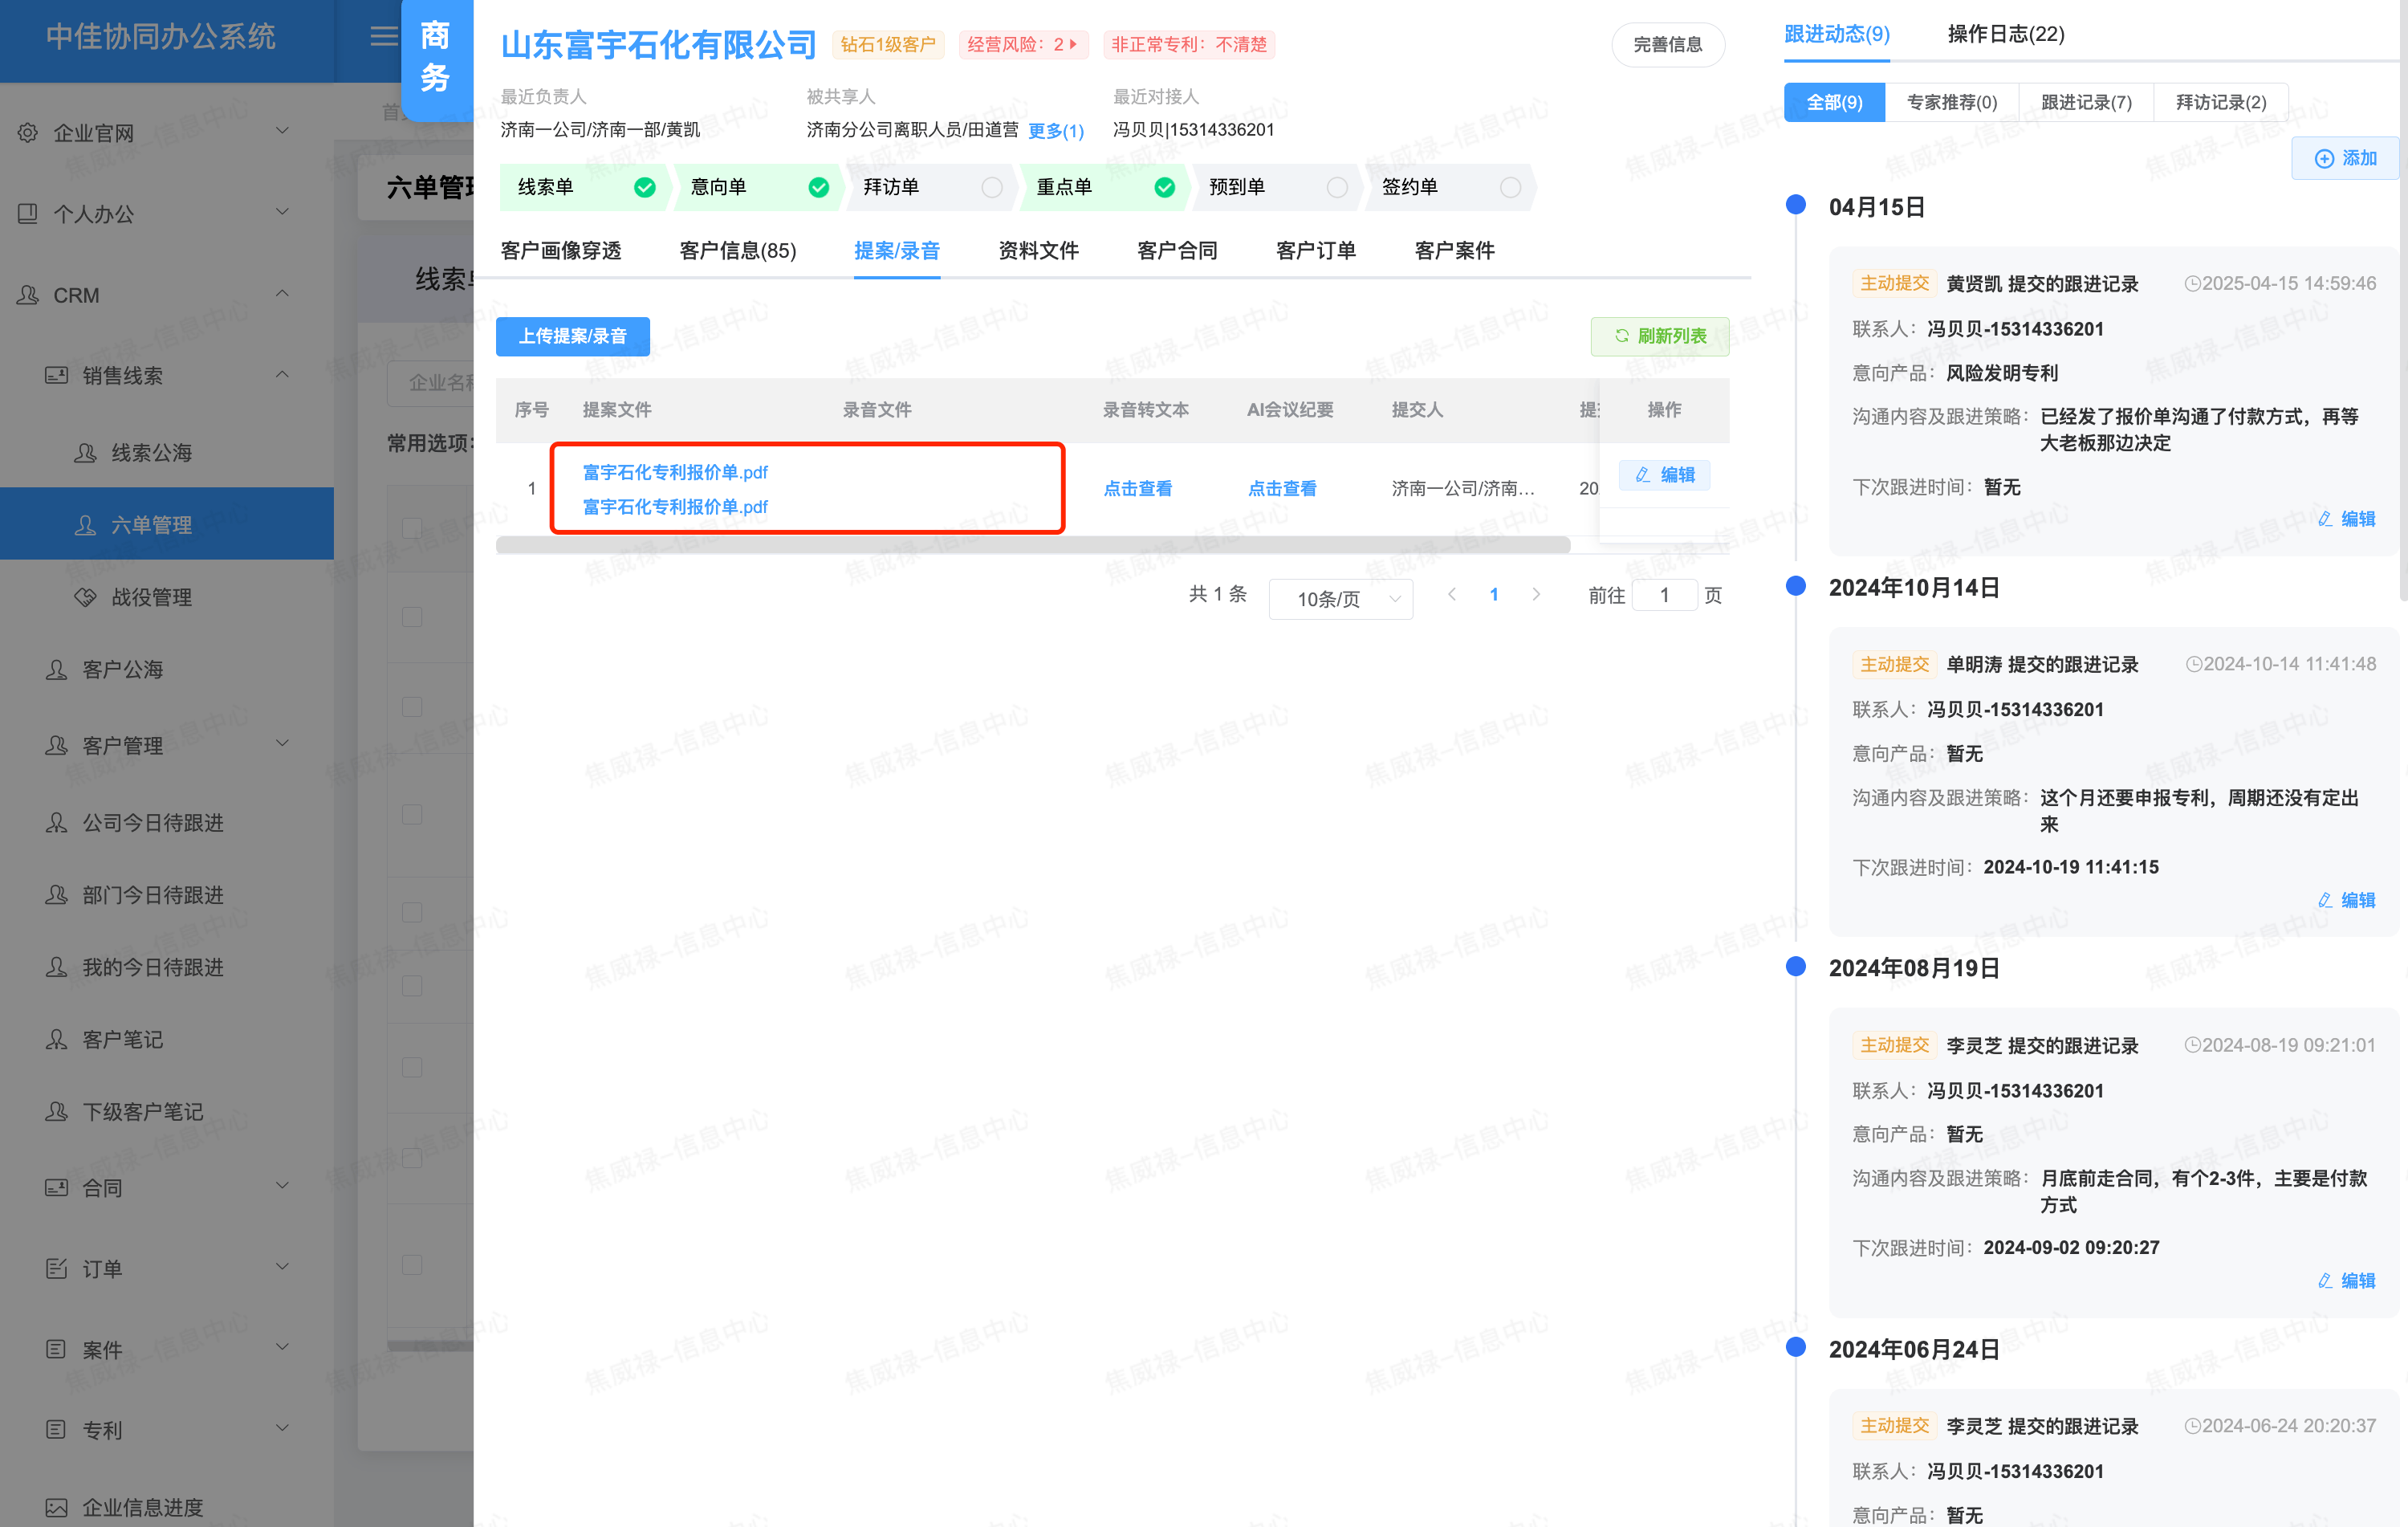 中佳协同办公系统
企业官网
个人办公
CRM
销售线索
线索公海
六单管理
战役管理
客户公海
客户管理
公司今日待跟进
部门今日待跟进
我的今日待跟进
客户笔记
下级客户笔记
合同
订单
案件
专利
企业信息进度
首
六单管理
线索单
企业名称
常用选项:
商务
山东富宇石化有限公司 钻石1级客户 经营风险：2 非正常专利：不清楚 完善信息
最近负责人 被共享人 最近对接人
济南一公司/济南一部/黄凯 济南分公司离职人员/田道营 更多(1) 冯贝贝|15314336201
线索单 意向单 拜访单 重点单 预到单 签约单
客户画像穿透 客户信息(85) 提案/录音 资料文件 客户合同 客户订单 客户案件
上传提案/录音 刷新列表
序号 提案文件 录音文件 录音转文本 AI会议纪要 提交人 提 操作
1 富宇石化专利报价单.pdf 点击查看 点击查看 济南一公司/济南... 20 编辑
富宇石化专利报价单.pdf
共 1 条 10条/页 1 前往 1 页
跟进动态(9) 操作日志(22)
全部(9) 专家推荐(0) 跟进记录(7) 拜访记录(2)
添加
04月15日
主动提交 黄贤凯 提交的跟进记录 2025-04-15 14:59:46
联系人： 冯贝贝-15314336201
意向产品： 风险发明专利
沟通内容及跟进策略： 已经发了报价单沟通了付款方式，再等
大老板那边决定
下次跟进时间： 暂无
编辑
2024年10月14日
主动提交 单明涛 提交的跟进记录 2024-10-14 11:41:48
联系人： 冯贝贝-15314336201
意向产品： 暂无
沟通内容及跟进策略： 这个月还要申报专利，周期还没有定出
来
下次跟进时间： 2024-10-19 11:41:15
编辑
2024年08月19日
主动提交 李灵芝 提交的跟进记录 2024-08-19 09:21:01
联系人： 冯贝贝-15314336201
意向产品： 暂无
沟通内容及跟进策略： 月底前走合同，有个2-3件，主要是付款
方式
下次跟进时间： 2024-09-02 09:20:27
编辑
2024年06月24日
主动提交 李灵芝 提交的跟进记录 2024-06-24 20:20:37
联系人： 冯贝贝-15314336201
意向产品： 暂无
焦威禄–信息中心